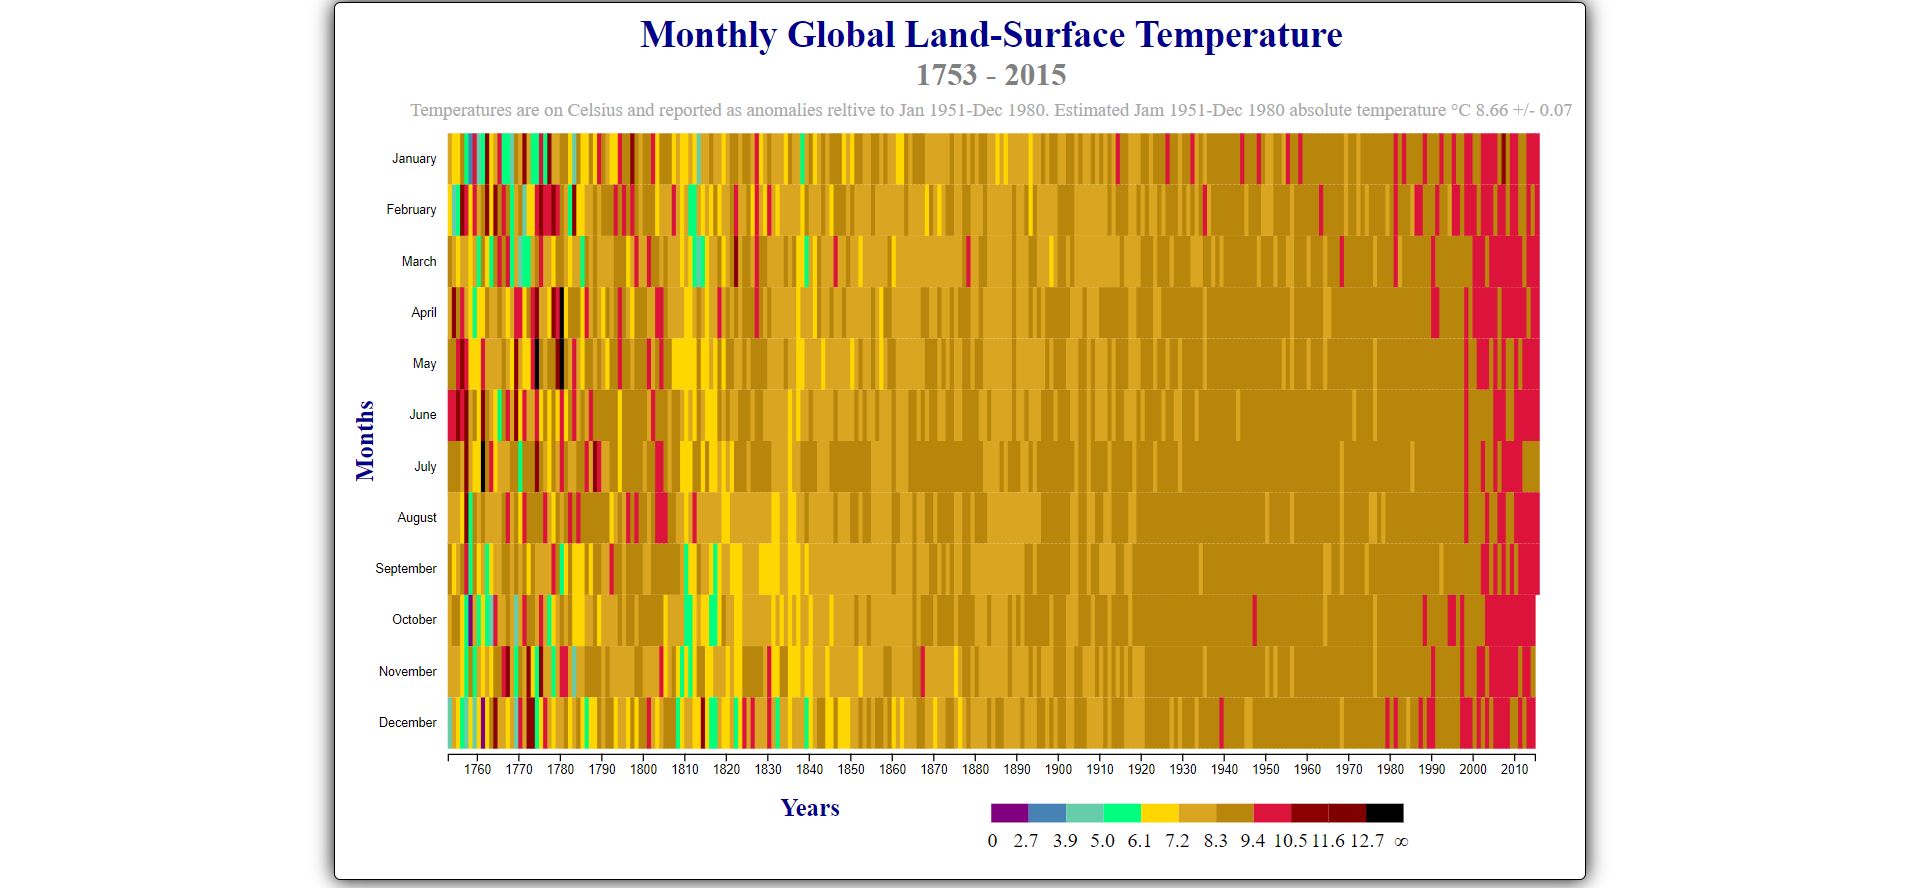 Monthly Global Land-Surface Temperature
1753 - 2015
Temperatures are on Celsius and reported as anomalies reltive to Jan 1951-Dec 1980. Estimated Jam 1951-Dec 1980 absolute temperature °C 8.66 +/- 0.07
January
February
March
April
May
June
July
August
September
October
November
December
Months
1760 1770 1780 1790 1800 1810 1820 1830 1840 1850 1860 1870 1880 1890 1900 1910 1920 1930 1940 1950 1960 1970 1980 1990 2000 2010
Years
0 2.7 3.9 5.0 6.1 7.2 8.3 9.4 10.5 11.6 12.7 ∞